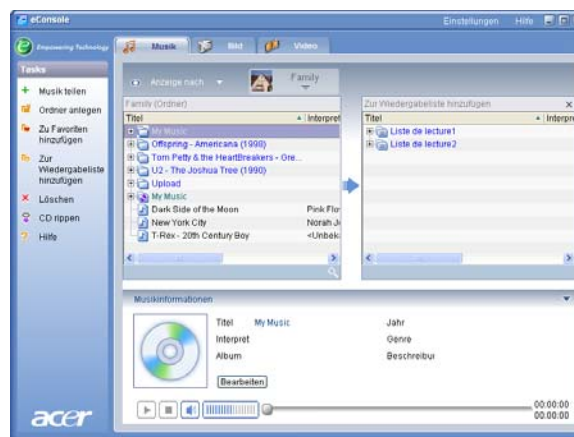 eConsole
Einstellungen Hilfe
Empowering Technology
Musik Bild Video
Tasks
Musik teilen
Ordner anlegen
Zu Favoriten
hinzufügen
Zur
Wiedergabeliste
hinzufügen
Löschen
CD rippen
Hilfe
Anzeige nach Family
Family (Ordner)
Titel Interpret
My Music
Offspring - Americana (1998)
Tom Petty & the HeartBreakers - Gre...
U2 - The Joshua Tree (1990)
Upload
My Music
Dark Side of the Moon Pink Flo
New York City Norah J
T-Rex - 20th Century Boy <Unbek
Zur Wiedergabeliste hinzufügen
Titel Interpr
Liste de lecture1
Liste de lecture2
Musikinformationen
Titel My Music Jahr
Interpret Genre
Album Beschreibur
Bearbeiten
00:00:00
00:00:00
acer